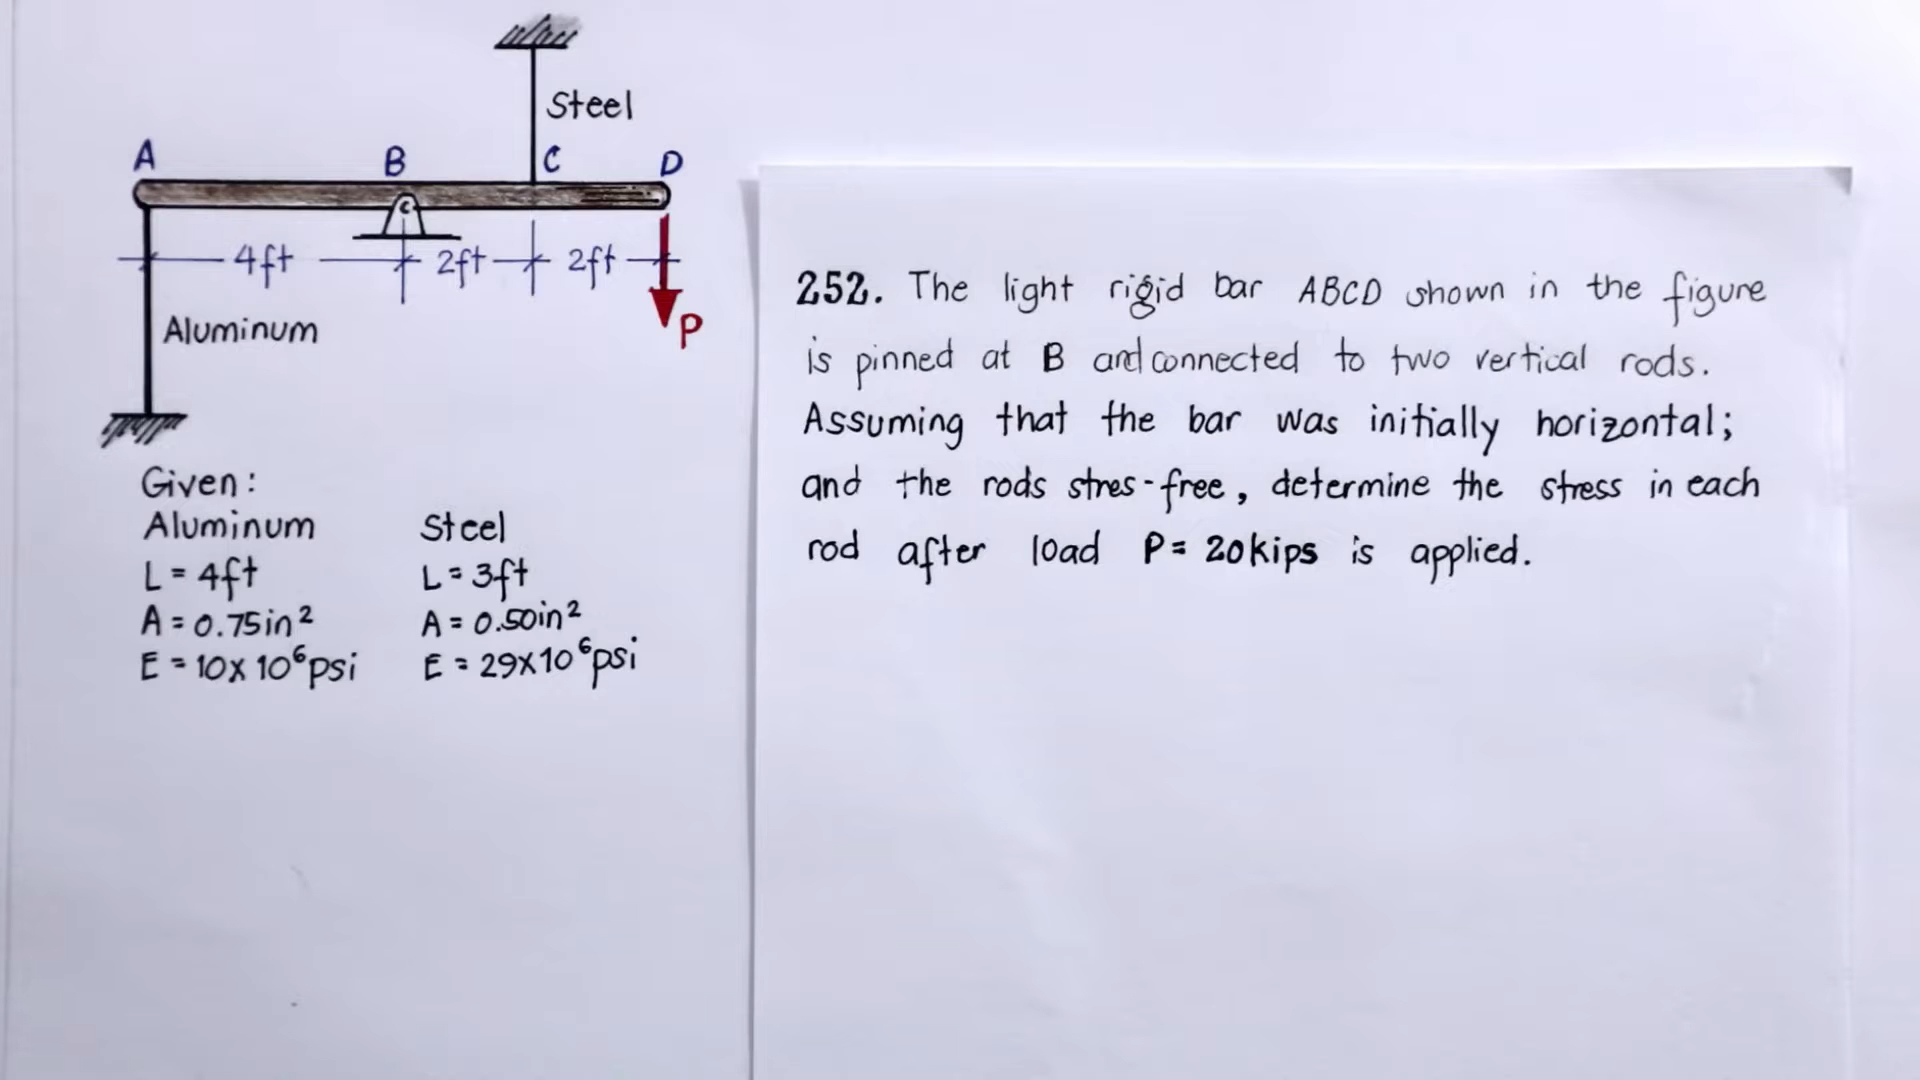 Steel
A B C D
4ft 2ft 2ft
Aluminum
P
Given:
Aluminum Steel
L = 4ft L = 3ft
A = 0.75in² A = 0.50in²
E = 10x10⁶psi E = 29x10⁶psi
252. The light rigid bar ABCD shown in the figure
is pinned at B and connected to two vertical rods.
Assuming that the bar was initially horizontal;
and the rods stres-free, determine the stress in each
rod after load P= 20kips is applied.